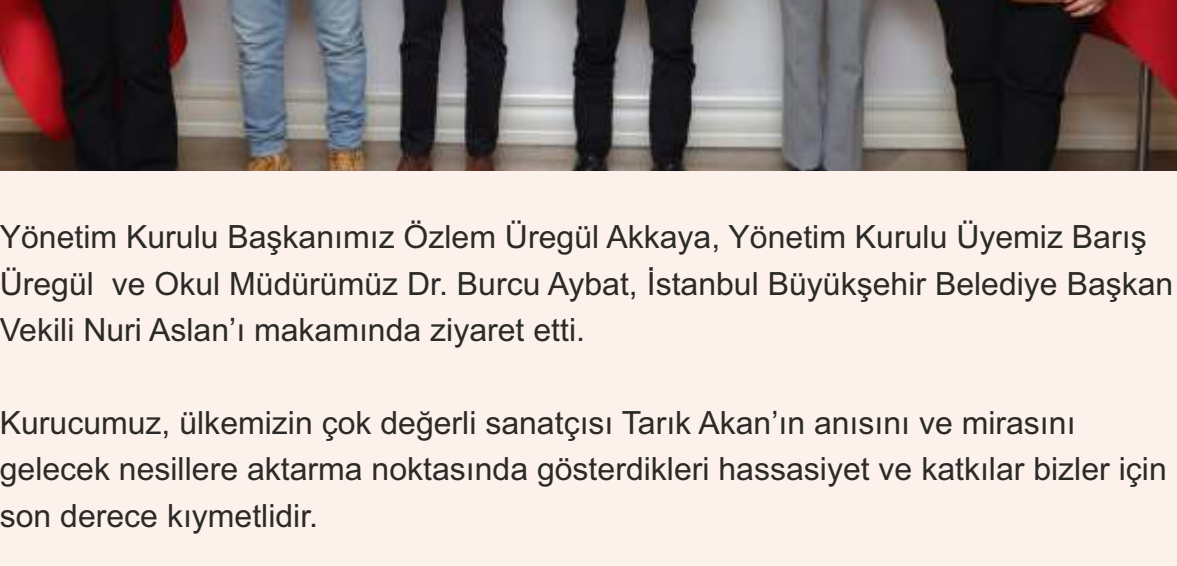 Yönetim Kurulu Başkanımız Özlem Üregül Akkaya, Yönetim Kurulu Üyemiz Barış
Üregül  ve Okul Müdürümüz Dr. Burcu Aybat, İstanbul Büyükşehir Belediye Başkan
Vekili Nuri Aslan’ı makamında ziyaret etti.
Kurucumuz, ülkemizin çok değerli sanatçısı Tarık Akan’ın anısını ve mirasını
gelecek nesillere aktarma noktasında gösterdikleri hassasiyet ve katkılar bizler için
son derece kıymetlidir.